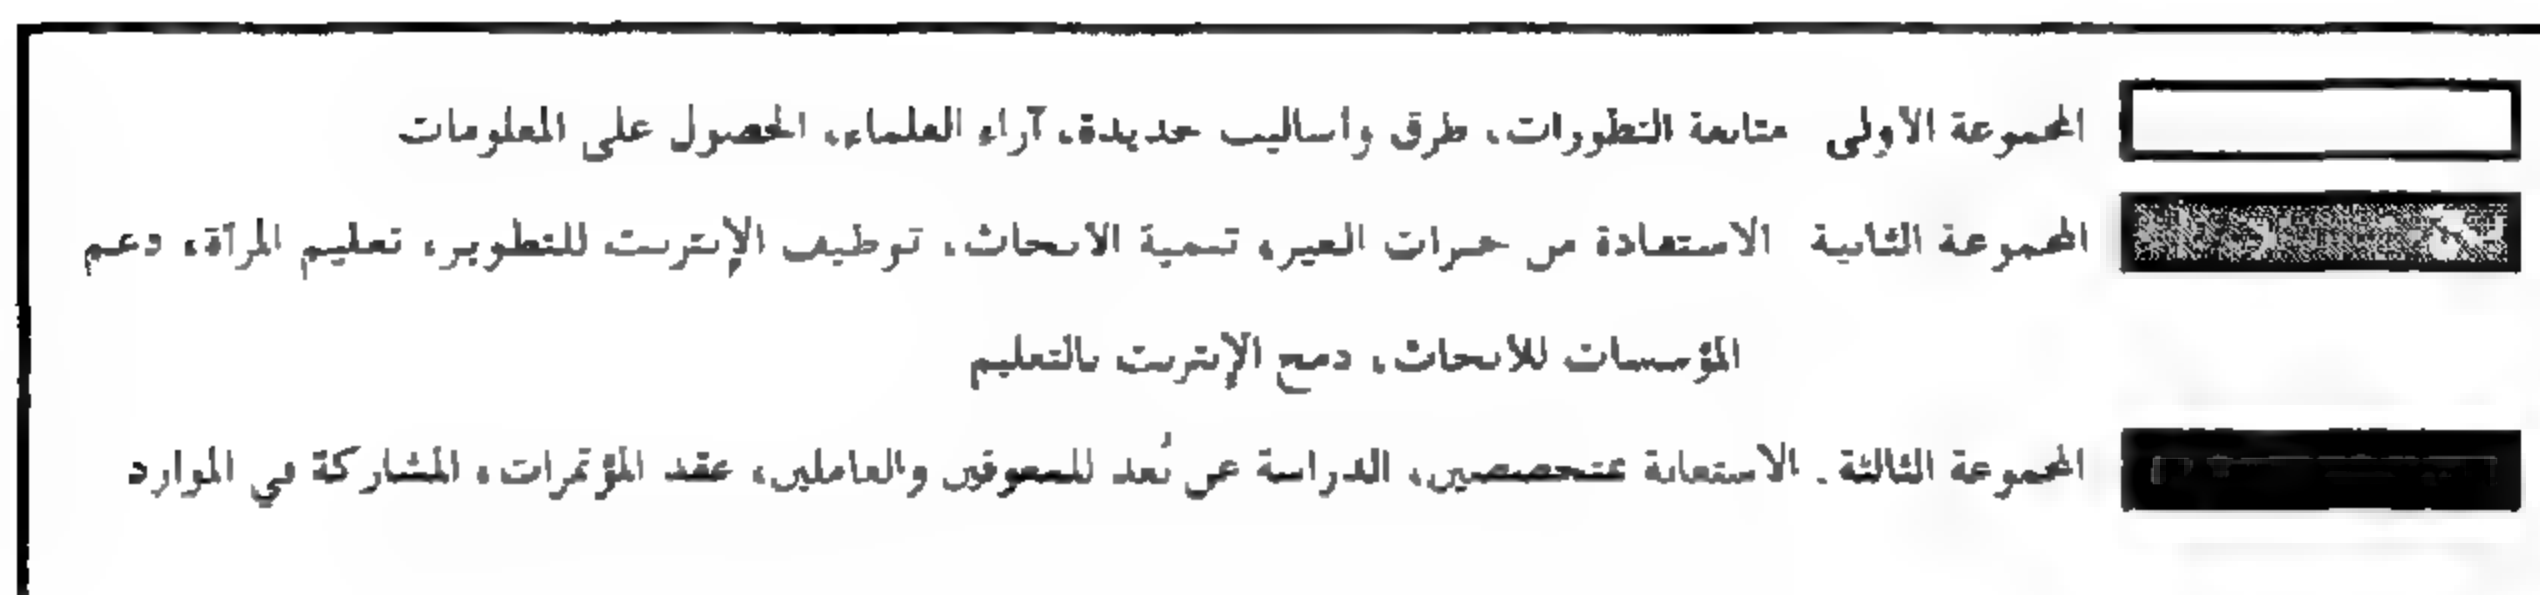 المجموعة الأولى متابعة التطورات، طرق وأساليب جديدة، آراء العلماء، الحصول على المعلومات
المجموعة الثانية الاستفادة من خبرات الغير، تنمية الأبحاث، توظيف الإنترنت للتطوير، تعليم المرأة، دعم
المؤسسات للأبحاث، دمج الإنترنت بالتعليم
المجموعة الثالثة. الاستعانة بمتخصصين، الدراسة عن بُعد للمعوقين والعاملين، عقد المؤتمرات، المشاركة في الموارد